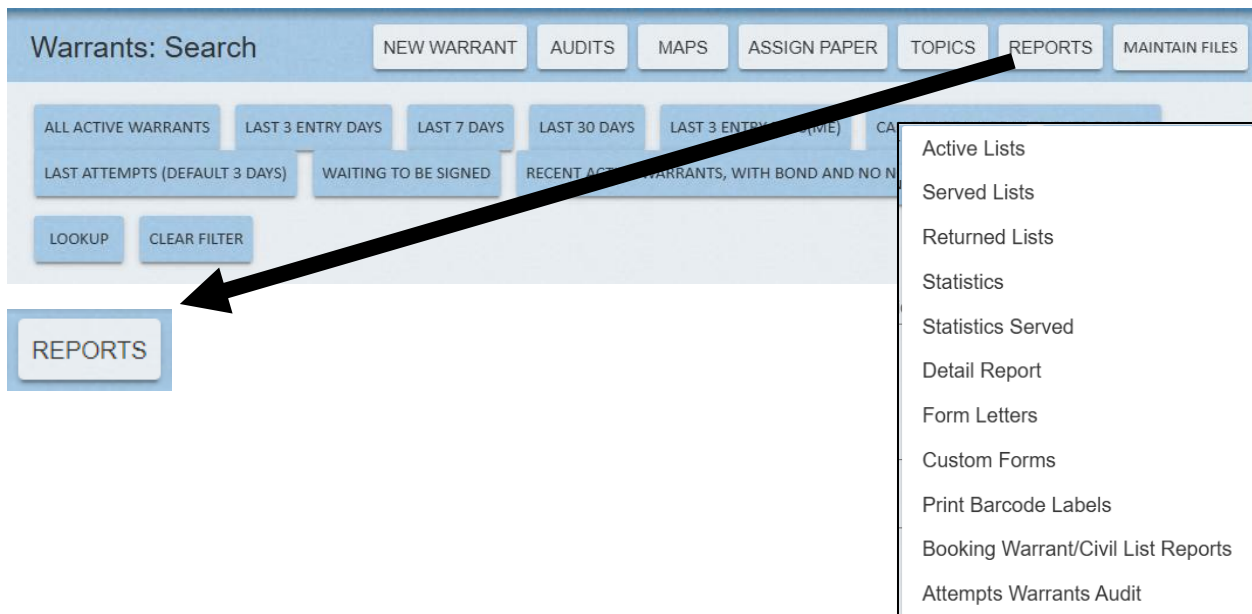 Warrants: Search NEW WARRANT AUDITS MAPS ASSIGN PAPER TOPICS REPORTS MAINTAIN FILES
ALL ACTIVE WARRANTS LAST 3 ENTRY DAYS LAST 7 DAYS LAST 30 DAYS LAST 3
LAST ATTEMPTS (DEFAULT 3 DAYS) WAITING TO BE SIGNED RECENT WARRANTS, WITH BOND AND NO
LOOKUP CLEAR FILTER
REPORTS
Active Lists
Served Lists
Returned Lists
Statistics
Statistics Served
Detail Report
Form Letters
Custom Forms
Print Barcode Labels
Booking Warrant/Civil List Reports
Attempts Warrants Audit